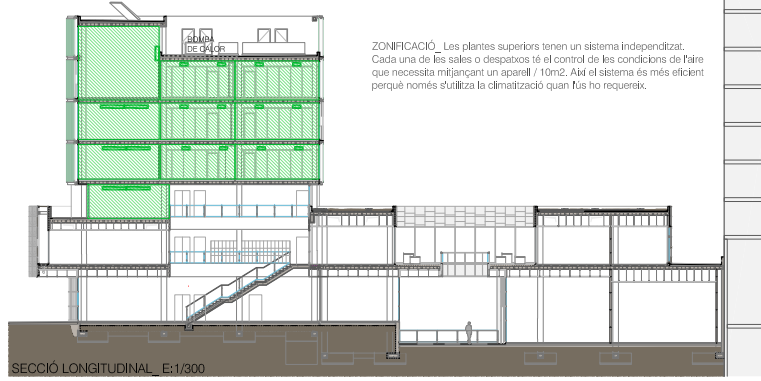 BOMBA
DE CALOR
ZONIFICACIÓ_ Les plantes superiors tenen un sistema independitzat.
Cada una de les sales o despatxos té el control de les condicions de l'aire
que necessita mitjançant un aparell / 10m2. Així el sistema és més eficient
perquè només s'utilitza la climatització quan l'ús ho requereix.
SECCIÓ LONGITUDINAL_ E:1/300